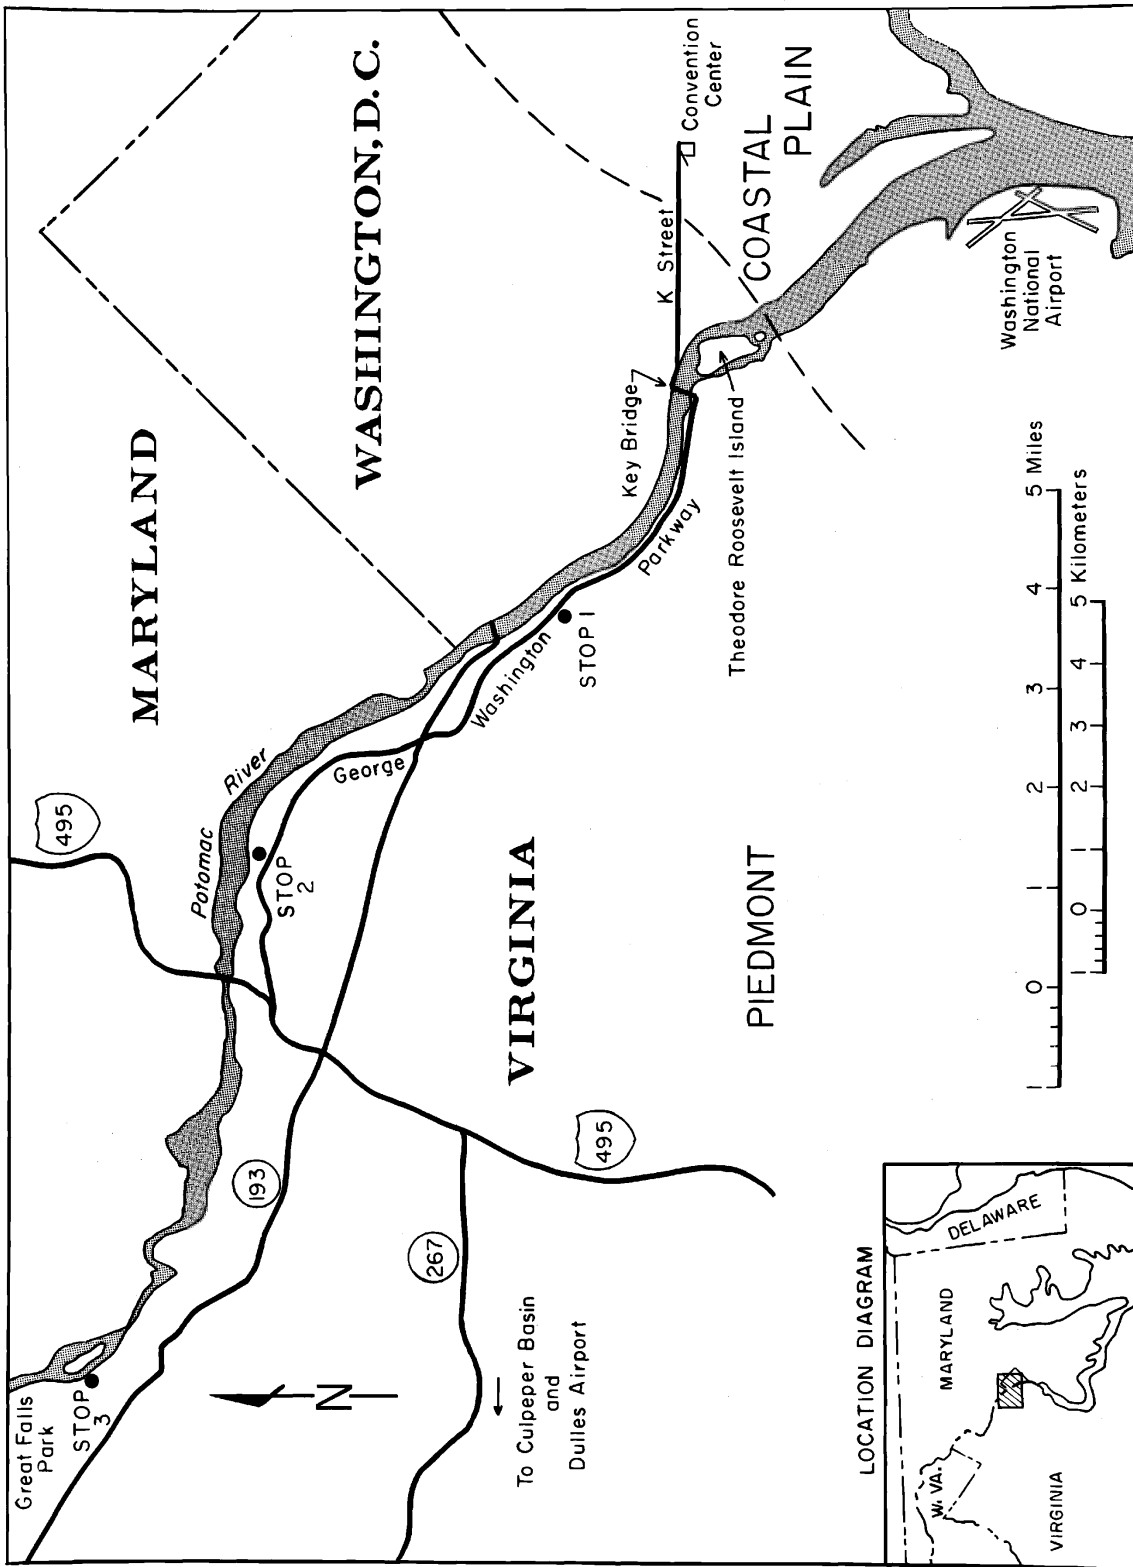 MARYLAND
WASHINGTON, D.C.
495
Potomac
River
Convention
Center
K Street
COASTAL
PLAIN
Key Bridge
Theodore Roosevelt Island
Washington
National
Airport
George
Washington
Parkway
STOP 1
STOP
2
Great Falls
Park
STOP
3
193
267
495
VIRGINIA
PIEDMONT
N
To Culpeper Basin
and
Dulles Airport
1 0 1 2 3 4 5 Miles
1 0 1 2 3 4 5 Kilometers
LOCATION DIAGRAM
W. VA.
MARYLAND
DELAWARE
VIRGINIA